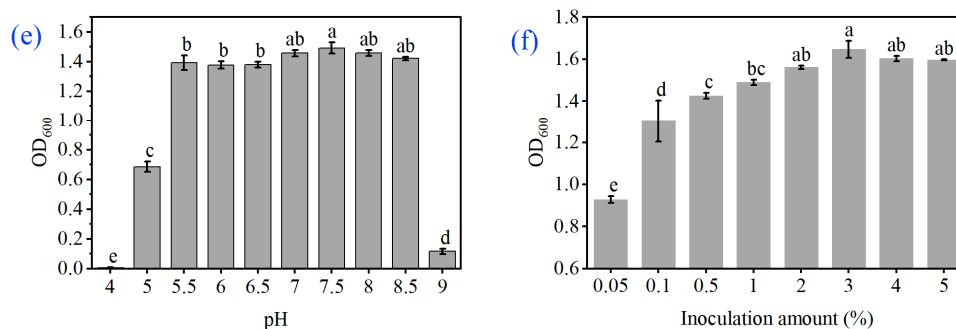 (e)
OD600
1.6
1.4
1.2
1.0
0.8
0.6
0.4
0.2
0.0
e
c
b
b
b
ab
a
ab
ab
d
4 5 5.5 6 6.5 7 7.5 8 8.5 9
pH
(f)
OD600
1.8
1.6
1.4
1.2
1.0
0.8
0.6
e
d
c
bc
ab
a
ab
ab
0.05 0.1 0.5 1 2 3 4 5
Inoculation amount (%)